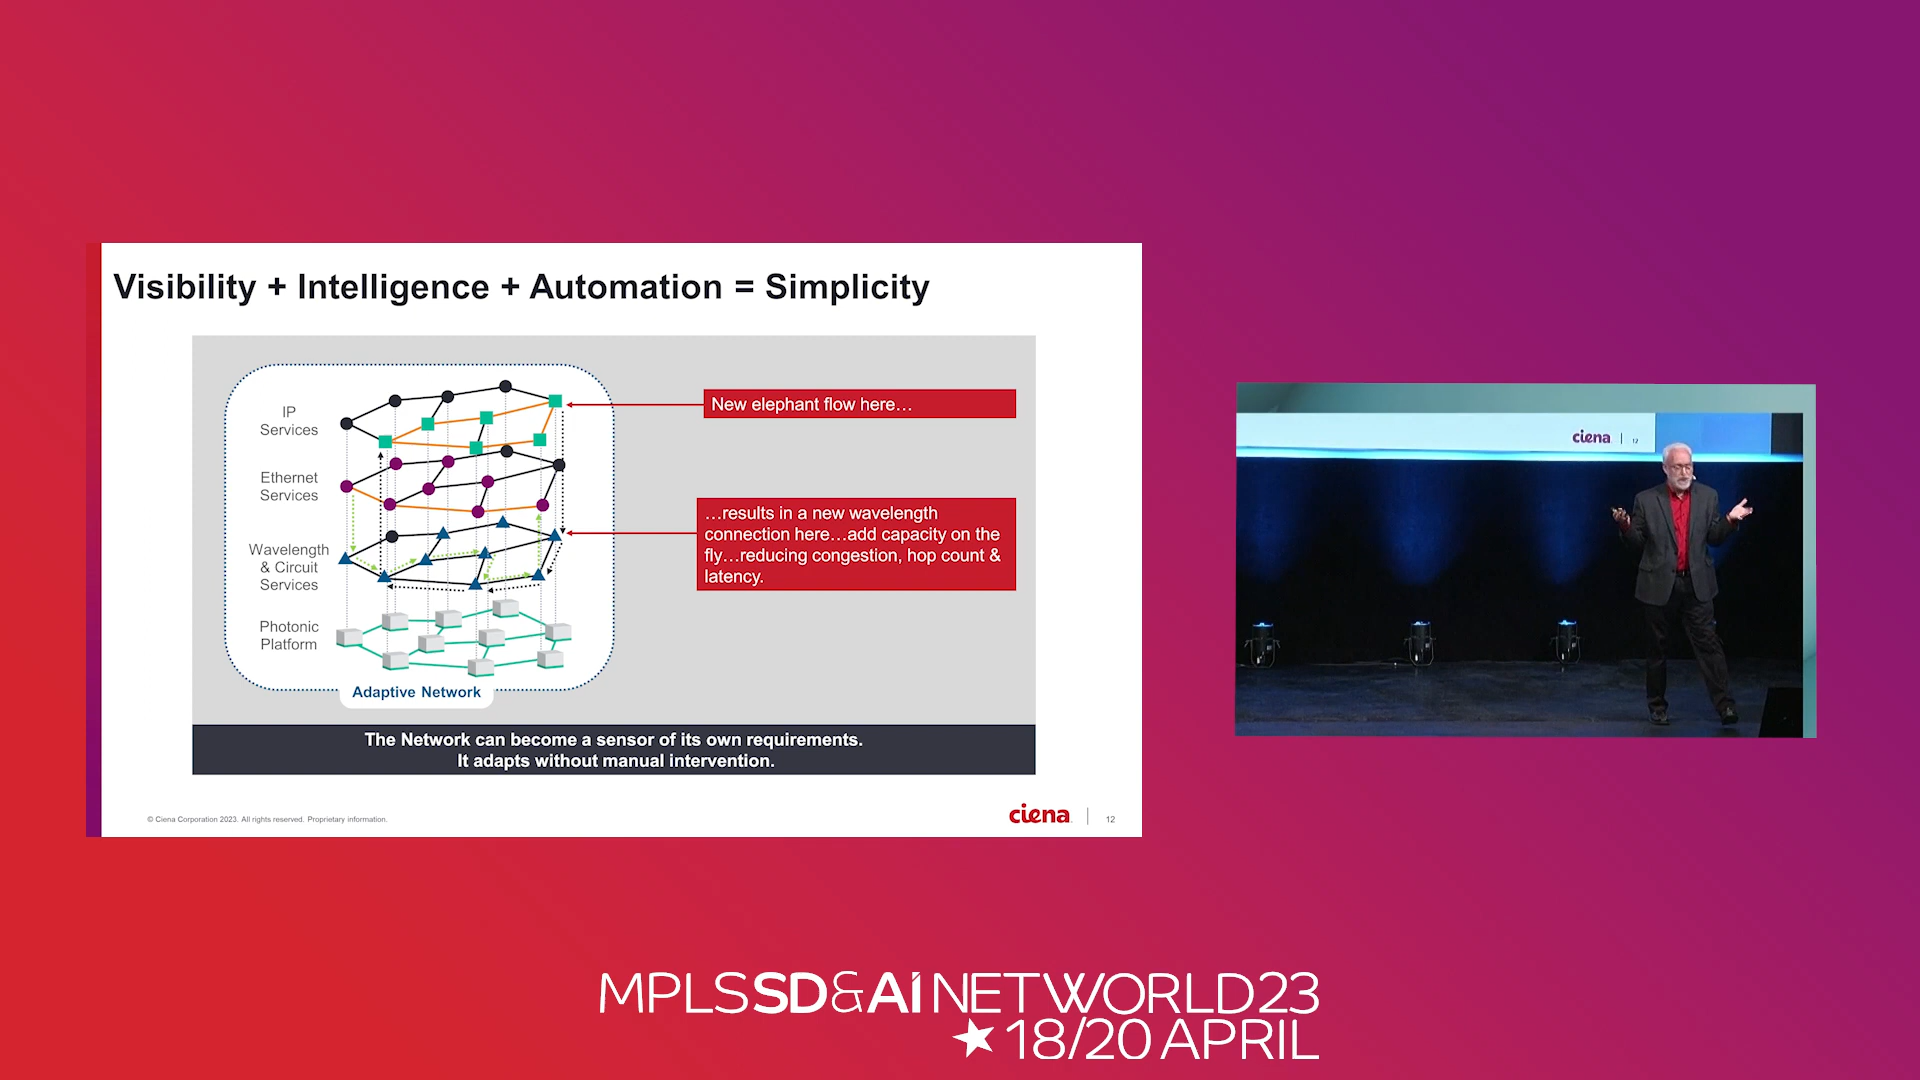 Visibility + Intelligence + Automation = Simplicity
IP
Services
Ethernet
Services
Wavelength
& Circuit
Services
Photonic
Platform
Adaptive Network
New elephant flow here…
…results in a new wavelength
connection here…add capacity on the
fly…reducing congestion, hop count &
latency.
The Network can become a sensor of its own requirements.
It adapts without manual intervention.
© Ciena Corporation 2023. All rights reserved. Proprietary information.
ciena
12
ciena
12
MPLSSD&AI NETWORLD23
18/20 APRIL